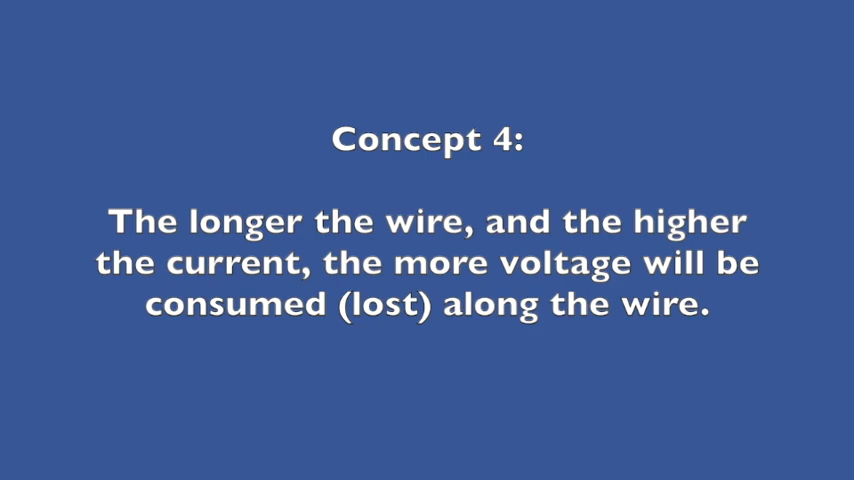 Concept 4:
The longer the wire, and the higher
the current, the more voltage will be
consumed (lost) along the wire.